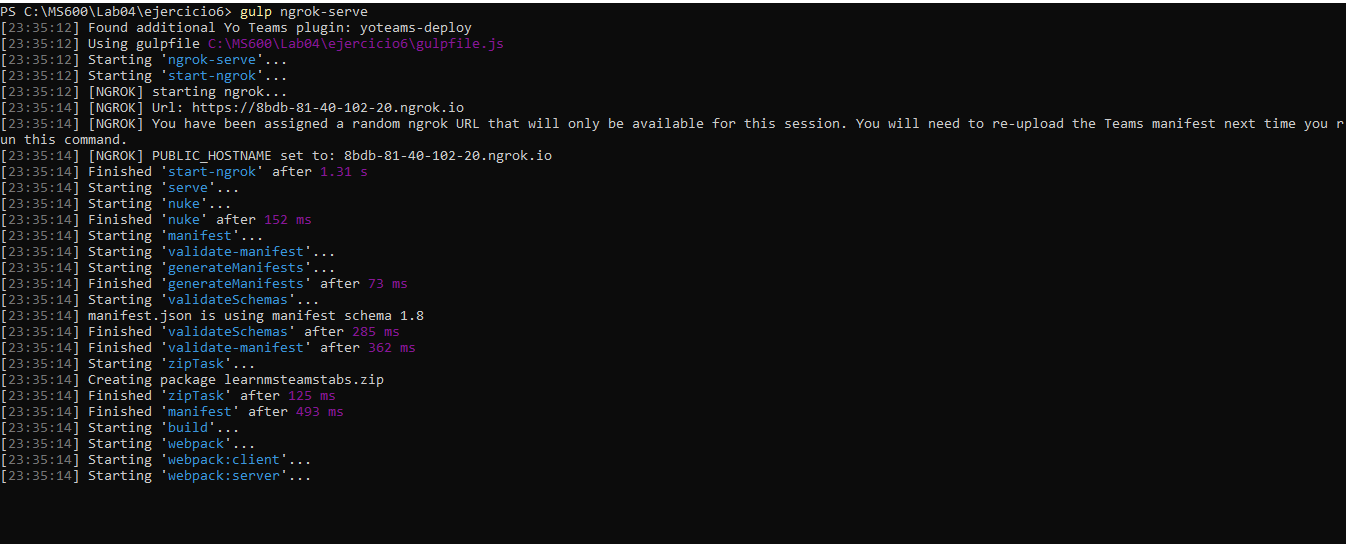 PS C:\MS600\Lab04\ejercicio6> gulp ngrok-serve
[23:35:12] Found additional Yo Teams plugin: yoteams-deploy
[23:35:12] Using gulpfile C:\MS600\Lab04\ejercicio6\gulpfile.js
[23:35:12] Starting 'ngrok-serve'...
[23:35:12] Starting 'start-ngrok'...
[23:35:12] [NGROK] starting ngrok...
[23:35:14] [NGROK] Url: https://8bdb-81-40-102-20.ngrok.io
[23:35:14] [NGROK] You have been assigned a random ngrok URL that will only be available for this session. You will need to re-upload the Teams manifest next time you r
un this command.
[23:35:14] [NGROK] PUBLIC_HOSTNAME set to: 8bdb-81-40-102-20.ngrok.io
[23:35:14] Finished 'start-ngrok' after 1.31 s
[23:35:14] Starting 'serve'...
[23:35:14] Starting 'nuke'...
[23:35:14] Finished 'nuke' after 152 ms
[23:35:14] Starting 'manifest'...
[23:35:14] Starting 'validate-manifest'...
[23:35:14] Starting 'generateManifests'...
[23:35:14] Finished 'generateManifests' after 73 ms
[23:35:14] Starting 'validateSchemas'...
[23:35:14] manifest.json is using manifest schema 1.8
[23:35:14] Finished 'validateSchemas' after 285 ms
[23:35:14] Finished 'validate-manifest' after 362 ms
[23:35:14] Starting 'zipTask'...
[23:35:14] Creating package learnmsteamstabs.zip
[23:35:14] Finished 'zipTask' after 125 ms
[23:35:14] Finished 'manifest' after 493 ms
[23:35:14] Starting 'build'...
[23:35:14] Starting 'webpack'...
[23:35:14] Starting 'webpack:client'...
[23:35:14] Starting 'webpack:server'...